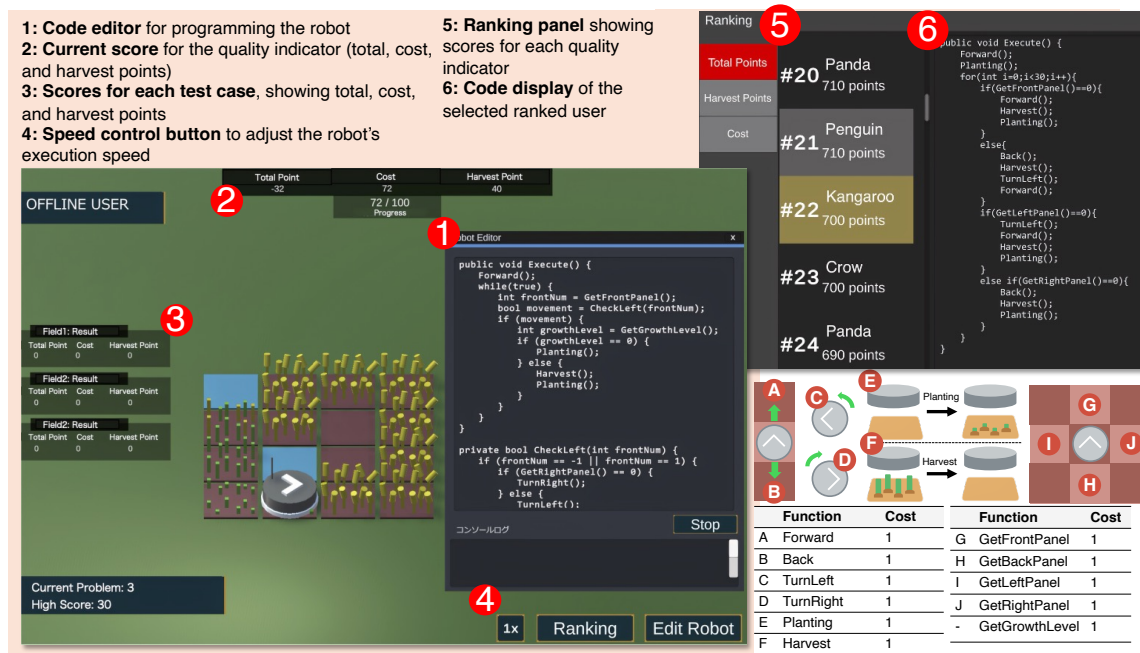 1: Code editor for programming the robot
2: Current score for the quality indicator (total, cost,
and harvest points)
3: Scores for each test case, showing total, cost,
and harvest points
4: Speed control button to adjust the robot's
execution speed
5: Ranking panel showing
scores for each quality
indicator
6: Code display of the
selected ranked user
Ranking
5
6
Total Points
Harvest Points
Cost
#20 Panda
710 points
#21 Penguin
710 points
#22 Kangaroo
700 points
#23 Crow
700 points
#24 Panda
690 points
public void Execute() {
Forward();
Planting();
for(int i=0;i<30;i++){
if(GetFrontPanel()==0){
Forward();
Harvest();
Planting();
}
else{
Back();
Harvest();
TurnLeft();
Forward();
}
if(GetLeftPanel()==0){
TurnLeft();
Forward();
Harvest();
Planting();
}
else if(GetRightPanel()==0){
Back();
Harvest();
Planting();
}
}
}
OFFLINE USER
2
Total Point Cost Harvest Point
-32 72 40
72 / 100
Progress
1
Robot Editor x
public void Execute() {
Forward();
while(true) {
int frontNum = GetFrontPanel();
bool movement = CheckLeft(frontNum);
if (movement) {
int growthLevel = GetGrowthLevel();
if (growthLevel == 0) {
Planting();
} else {
Harvest();
Planting();
}
}
}
}
private bool CheckLeft(int frontNum) {
if (frontNum == -1 || frontNum == 1) {
if (GetRightPanel() == 0) {
TurnRight();
} else {
TurnLeft();
コンソールログ
Stop
3
Field1: Result
Total Point Cost Harvest Point
0 0 0
Field2: Result
Total Point Cost Harvest Point
0 0 0
Field2: Result
Total Point Cost Harvest Point
0 0 0
Current Problem: 3
High Score: 30
4
1x
Ranking
Edit Robot
A
B
C
D
E
Planting
F
Harvest
G
I
J
H
Function Cost
A Forward 1
B Back 1
C TurnLeft 1
D TurnRight 1
E Planting 1
F Harvest 1
Function Cost
G GetFrontPanel 1
H GetBackPanel 1
I GetLeftPanel 1
J GetRightPanel 1
- GetGrowthLevel 1